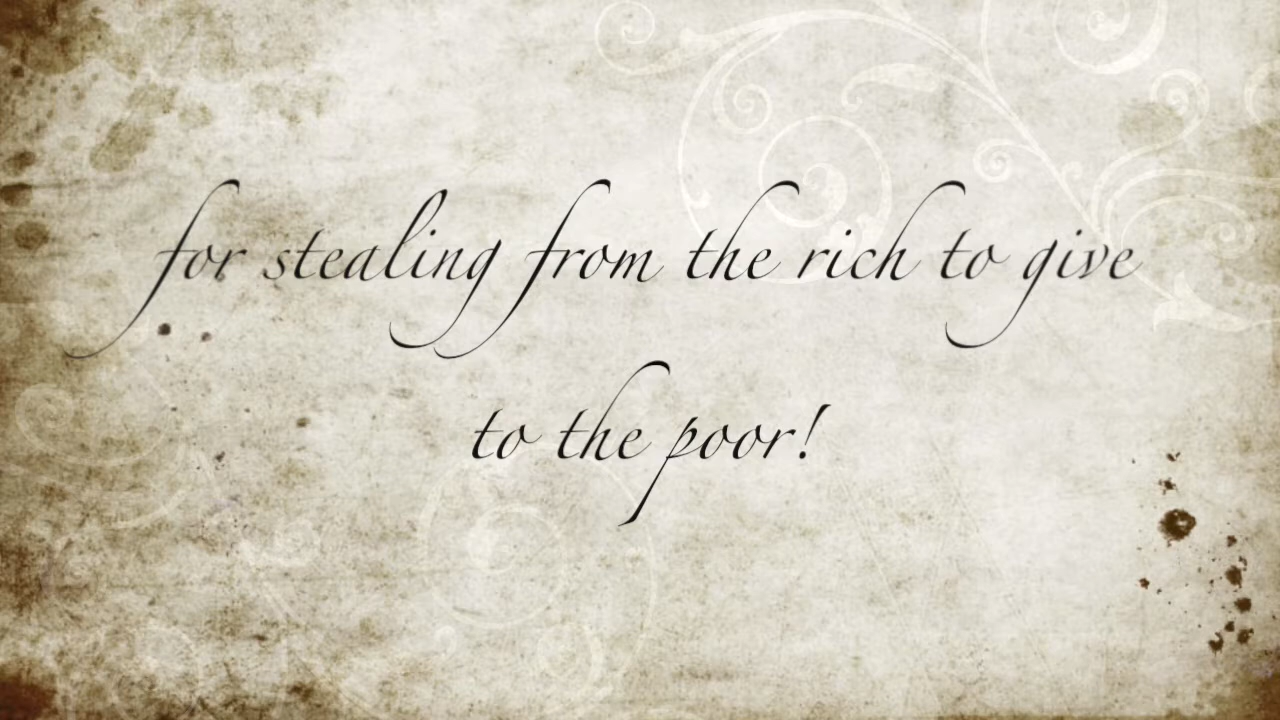 for stealing from the rich to give
to the poor!